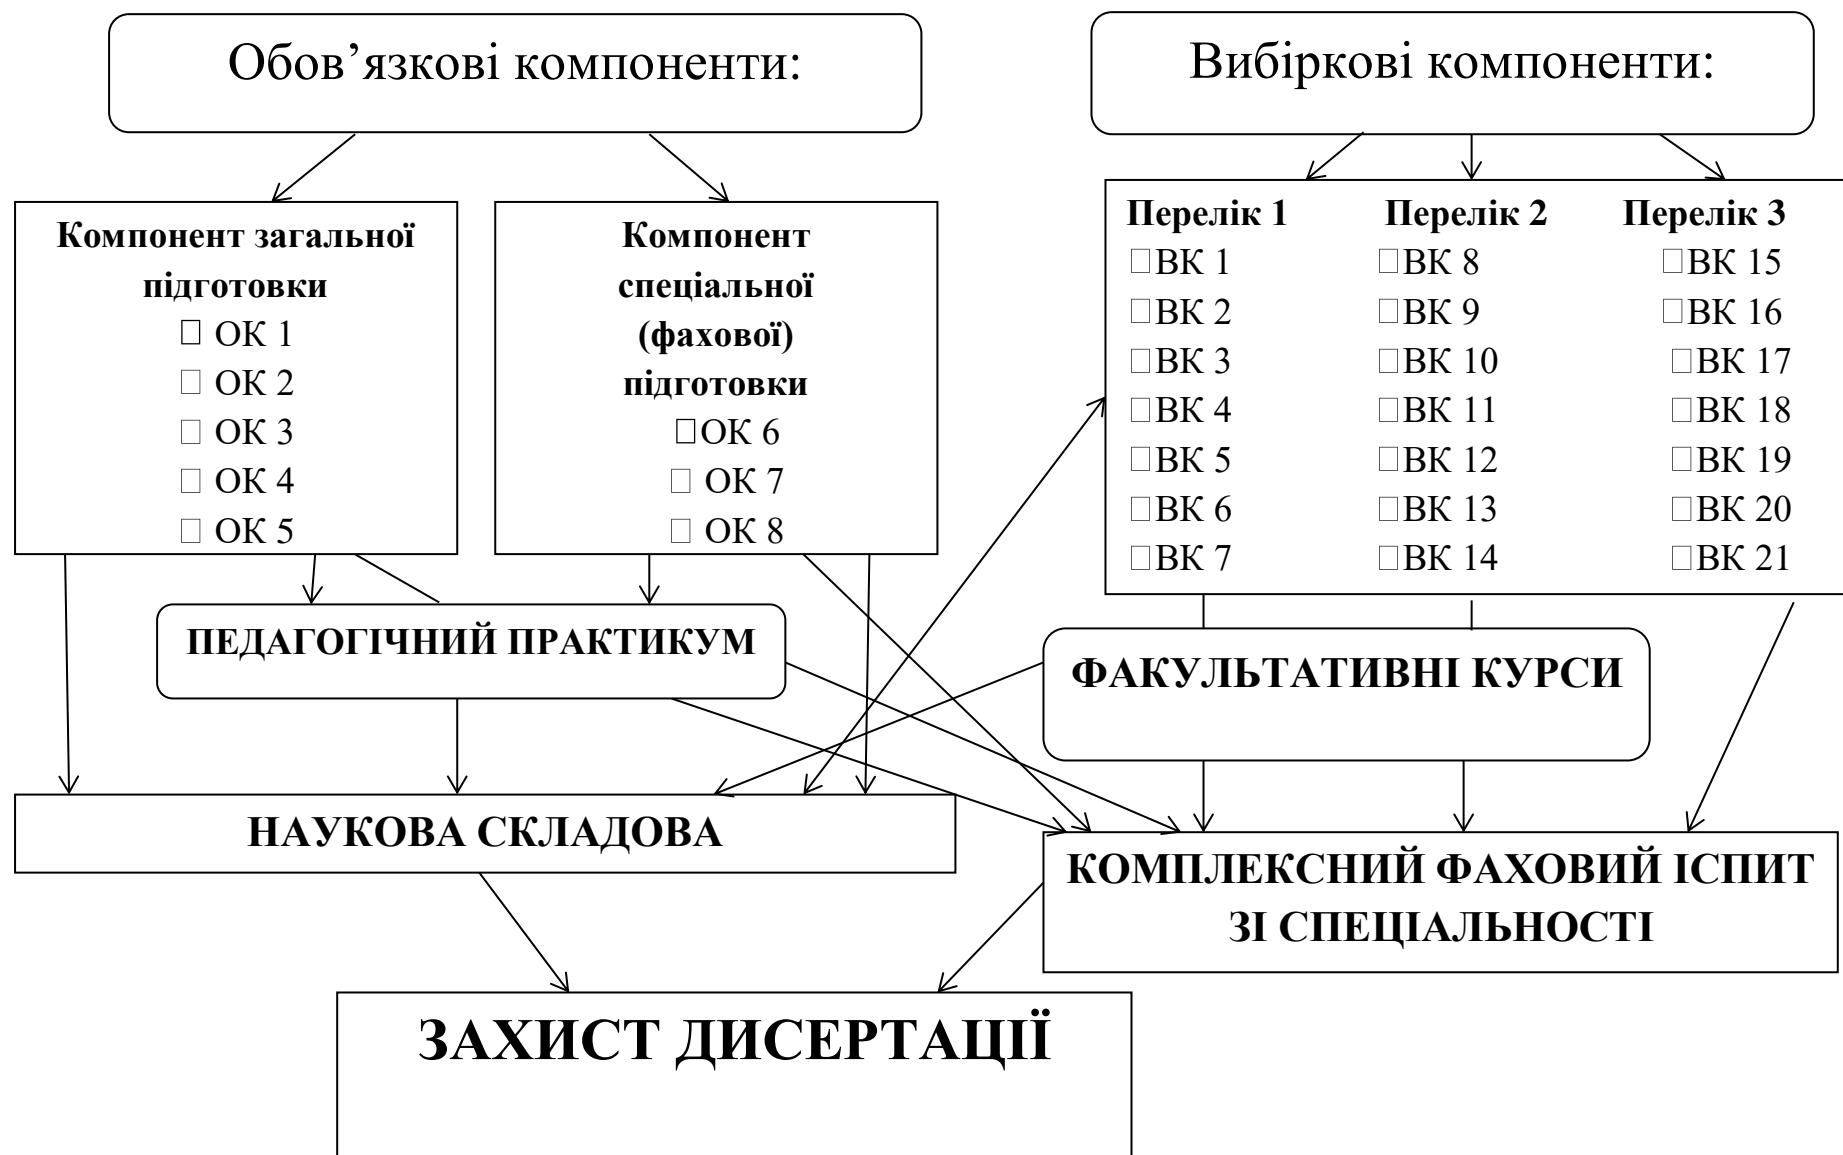 Обов’язкові компоненти:
Вибіркові компоненти:
Компонент загальної
підготовки
□ ОК 1
□ ОК 2
□ ОК 3
□ ОК 4
□ ОК 5
Компонент
спеціальної
(фахової)
підготовки
□ОК 6
□ ОК 7
□ ОК 8
Перелік 1 Перелік 2 Перелік 3
□ВК 1 □ВК 8 □ВК 15
□ВК 2 □ВК 9 □ВК 16
□ВК 3 □ВК 10 □ВК 17
□ВК 4 □ВК 11 □ВК 18
□ВК 5 □ВК 12 □ВК 19
□ВК 6 □ВК 13 □ВК 20
□ВК 7 □ВК 14 □ВК 21
ПЕДАГОГІЧНИЙ ПРАКТИКУМ
ФАКУЛЬТАТИВНІ КУРСИ
НАУКОВА СКЛАДОВА
КОМПЛЕКСНИЙ ФАХОВИЙ ІСПИТ
ЗІ СПЕЦІАЛЬНОСТІ
ЗАХИСТ ДИСЕРТАЦІЇ